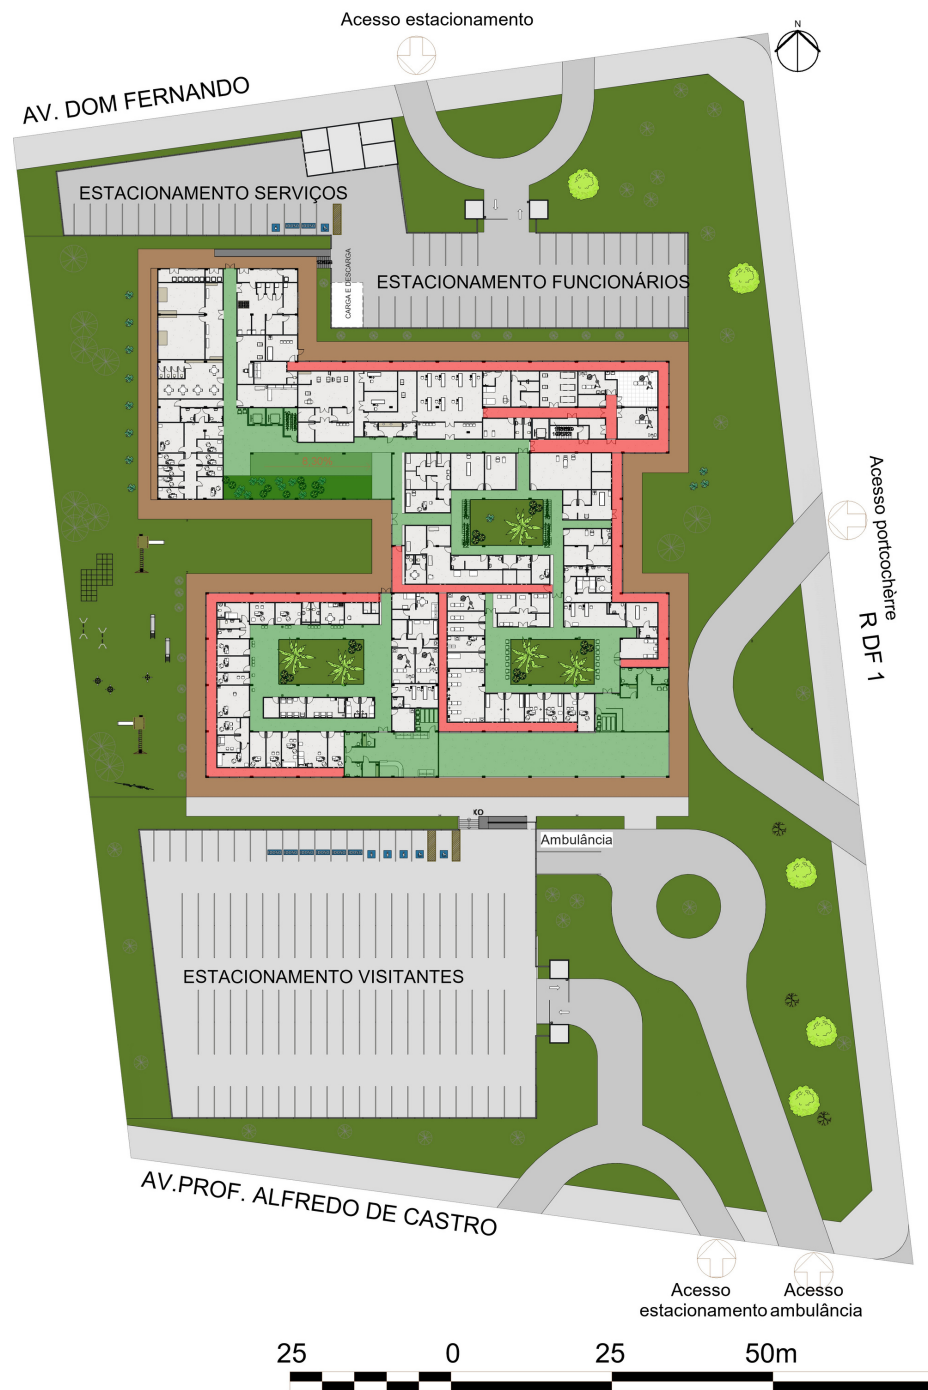 Acesso estacionamento
N
AV. DOM FERNANDO
ESTACIONAMENTO SERVIÇOS
CARGA E DESCARGA
ESTACIONAMENTO FUNCIONÁRIOS
Acesso portcochèrre
R DF 1
Ambulância
ESTACIONAMENTO VISITANTES
AV.PROF. ALFREDO DE CASTRO
Acesso
estacionamento
Acesso
ambulância
25 0 25 50m